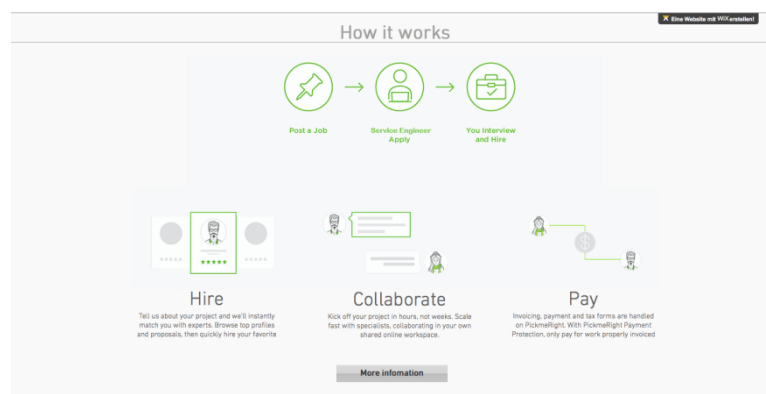 Eine Website mit WiX erstellen!
How it works
Post a Job
Service Engineer
Apply
You Interview
and Hire
$
Hire
Tell us about your project and we'll instantly
match you with experts. Browse top profiles
and proposals, then quickly hire your favorite
Collaborate
Kick off your project in hours, not weeks. Scale
fast with specialists, collaborating in your own
shared online workspace.
Pay
Invoicing, payment and tax forms are handled
on PickmeRight. With PickmeRight Payment
Protection, only pay for work properly invoiced
More infomation